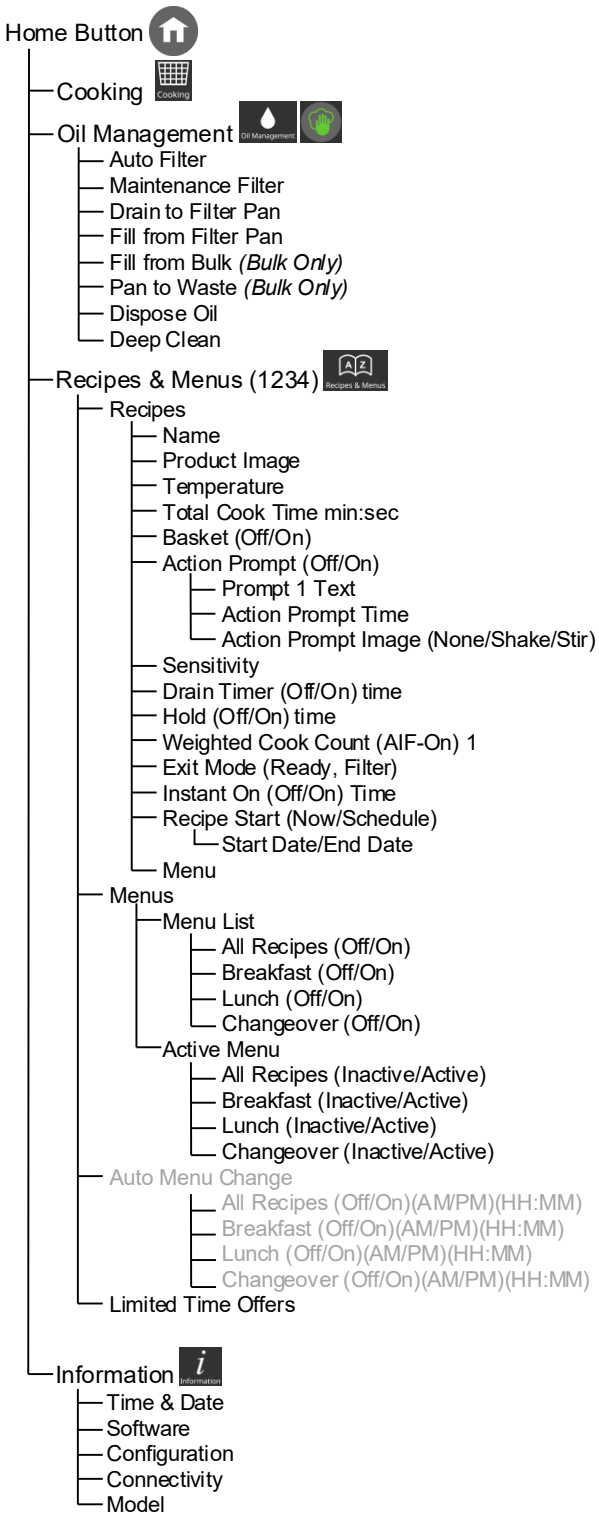 Home Button
Cooking
Cooking
Oil Management
Oil Management
Auto Filter
Maintenance Filter
Drain to Filter Pan
Fill from Filter Pan
Fill from Bulk (Bulk Only)
Pan to Waste (Bulk Only)
Dispose Oil
Deep Clean
Recipes & Menus (1234)
A Z
Recipes & Menus
Recipes
Name
Product Image
Temperature
Total Cook Time min:sec
Basket (Off/On)
Action Prompt (Off/On)
Prompt 1 Text
Action Prompt Time
Action Prompt Image (None/Shake/Stir)
Sensitivity
Drain Timer (Off/On) time
Hold (Off/On) time
Weighted Cook Count (AIF-On) 1
Exit Mode (Ready, Filter)
Instant On (Off/On) Time
Recipe Start (Now/Schedule)
Start Date/End Date
Menu
Menus
Menu List
All Recipes (Off/On)
Breakfast (Off/On)
Lunch (Off/On)
Changeover (Off/On)
Active Menu
All Recipes (Inactive/Active)
Breakfast (Inactive/Active)
Lunch (Inactive/Active)
Changeover (Inactive/Active)
Auto Menu Change
All Recipes (Off/On)(AM/PM)(HH:MM)
Breakfast (Off/On)(AM/PM)(HH:MM)
Lunch (Off/On)(AM/PM)(HH:MM)
Changeover (Off/On)(AM/PM)(HH:MM)
Limited Time Offers
Information
i
Information
Time & Date
Software
Configuration
Connectivity
Model